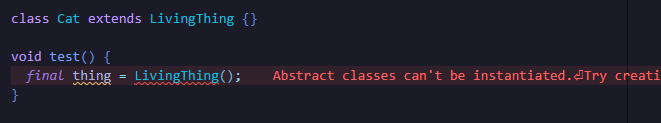 class Cat extends LivingThing {}
void test() {
final thing = LivingThing(); Abstract classes can't be instantiated.⏎Try creati
}